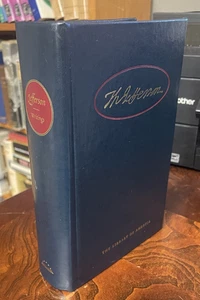 Jefferson
Writings
Th Jefferson
THE LIBRARY OF AMERICA
brother